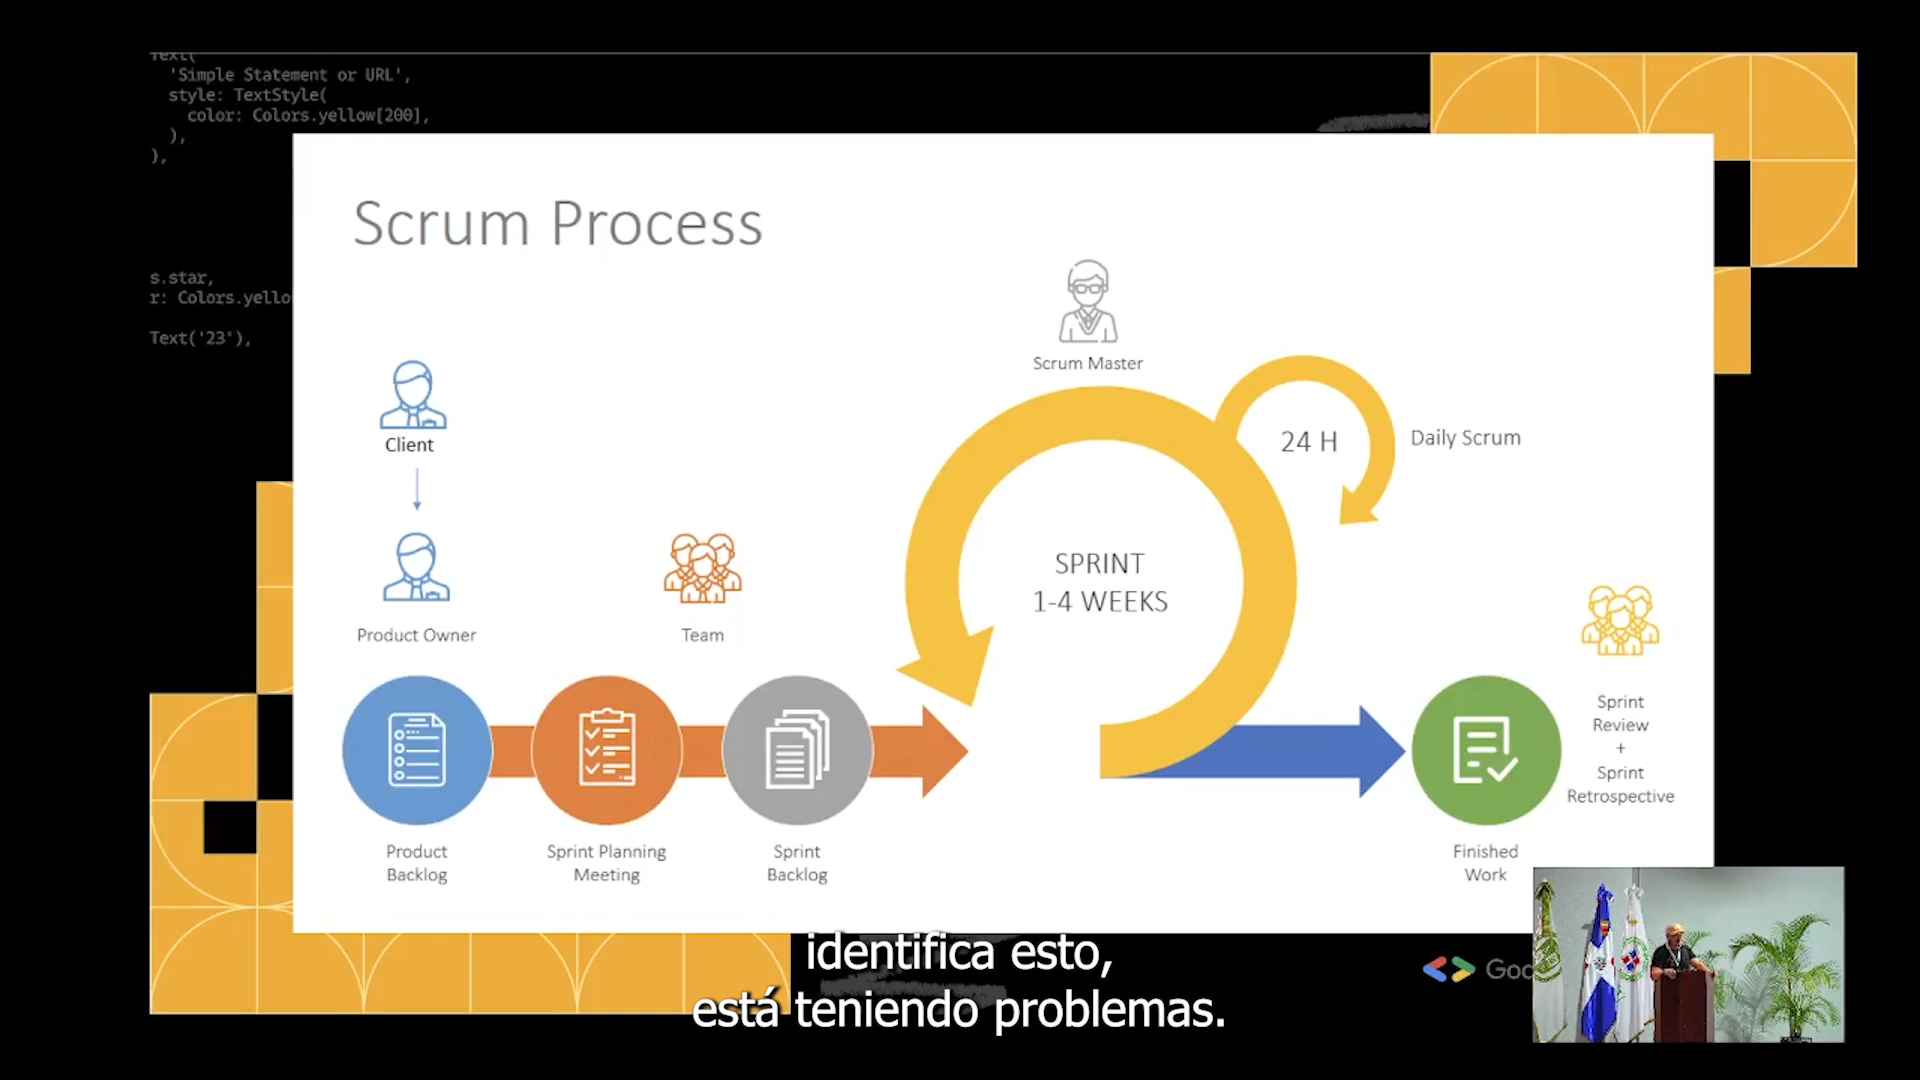 Text(
'Simple Statement or URL',
style: TextStyle(
color: Colors.yellow[200],
),
),
s.star,
r: Colors.yello
Text('23'),
Scrum Process
Scrum Master
Client
24 H
Daily Scrum
SPRINT
1-4 WEEKS
Product Owner
Team
Sprint
Review
+
Sprint
Retrospective
Product
Backlog
Sprint Planning
Meeting
Sprint
Backlog
Finished
Work
identifica esto,
está teniendo problemas.
Goo